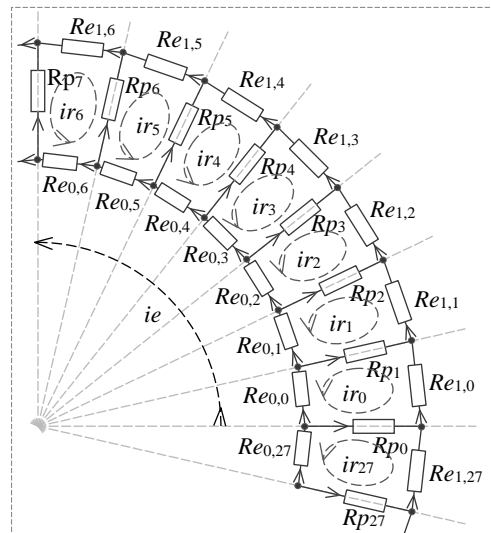 Re1,6
Re1,5
Rp7
Rp6
Re1,4
ir6
ir5
Rp5
ir4
Rp4
Re1,3
Re0,6
Re0,5
Re0,4
ir3
Rp3
Re1,2
Re0,3
ir2
Rp2
Re0,2
ie
ir1
Re1,1
Re0,1
Rp1
Re0,0
ir0
Re1,0
Rp0
Re0,27
ir27
Re1,27
Rp27